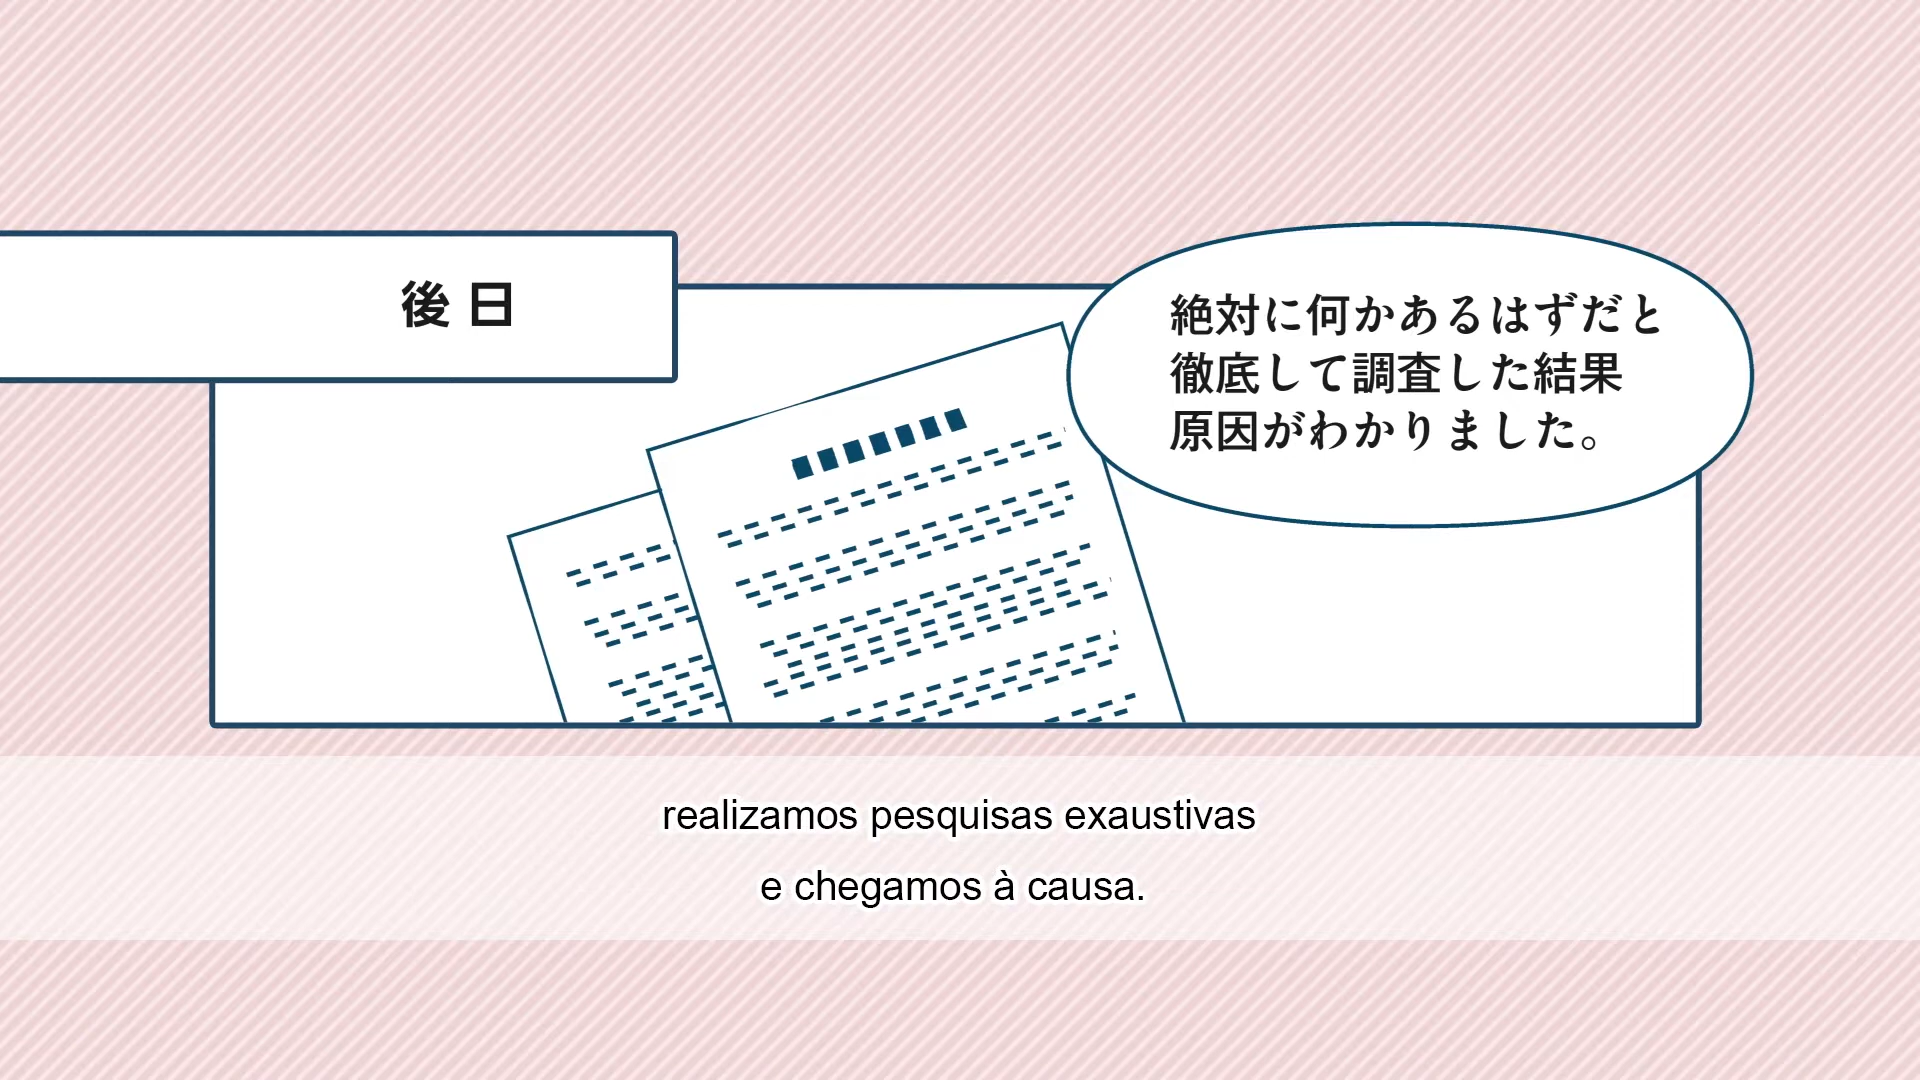 後日
絶対に何かあるはずだと
徹底して調査した結果
原因がわかりました。
realizamos pesquisas exaustivas
e chegamos à causa.